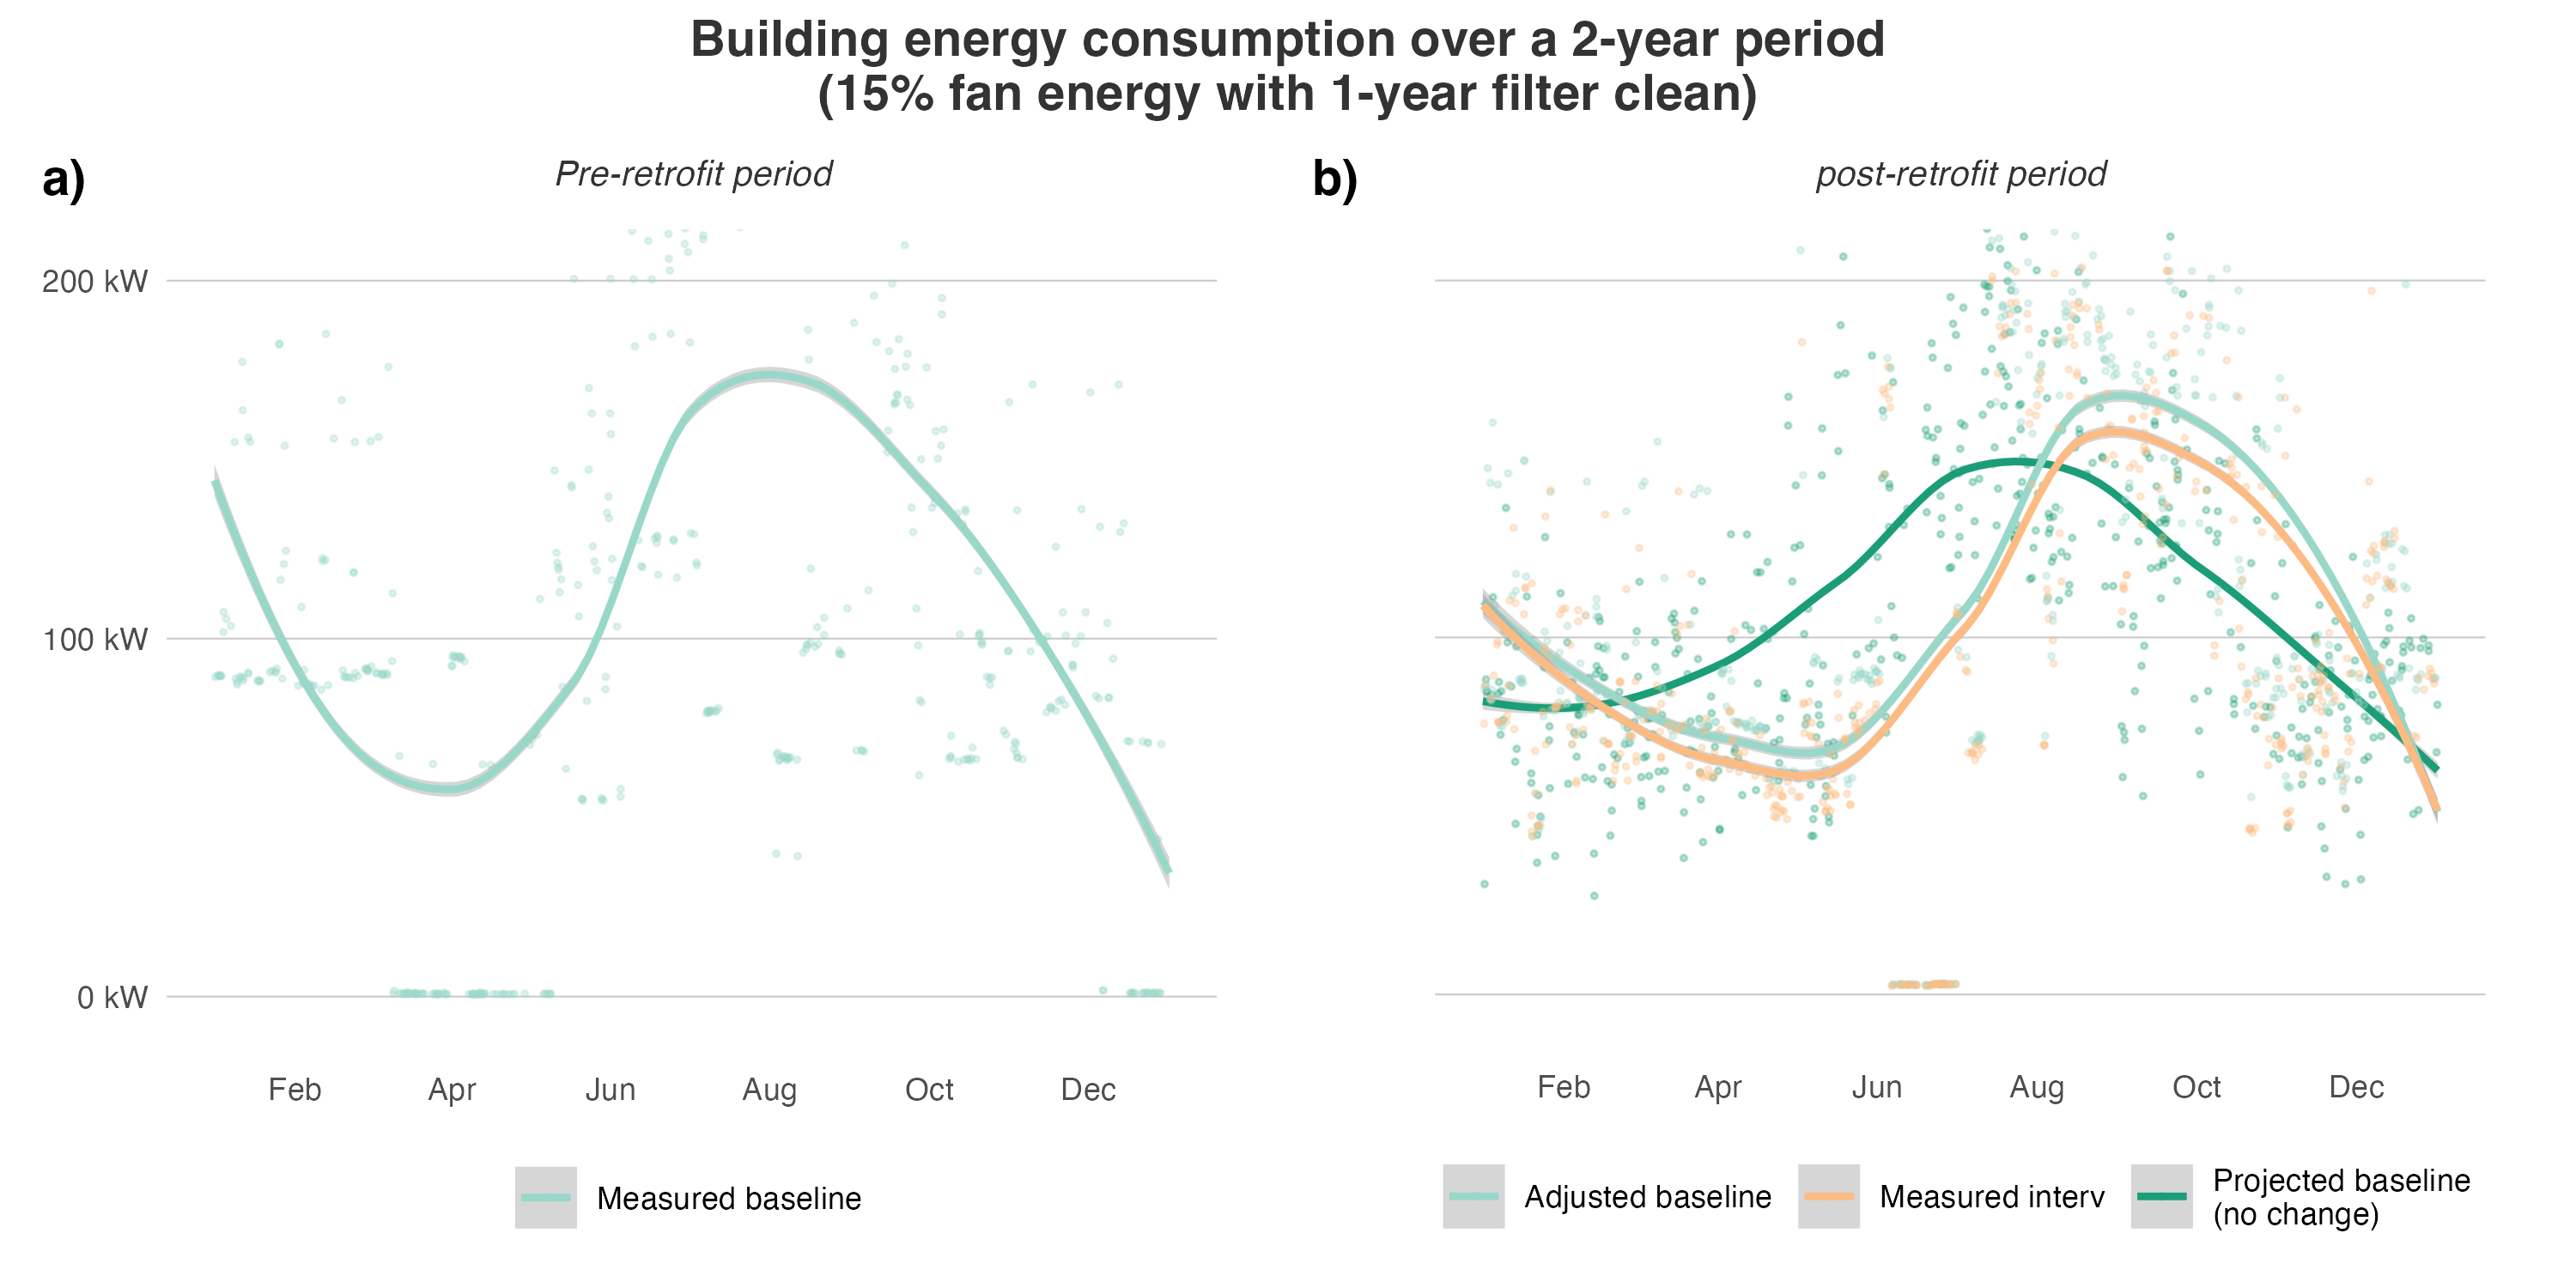 Building energy consumption over a 2-year period
(15% fan energy with 1-year filter clean)
a)
Pre-retrofit period
200 kW
100 kW
0 kW
Feb Apr Jun Aug Oct Dec
Measured baseline
b)
post-retrofit period
Feb Apr Jun Aug Oct Dec
Adjusted baseline
Measured interv
Projected baseline
(no change)